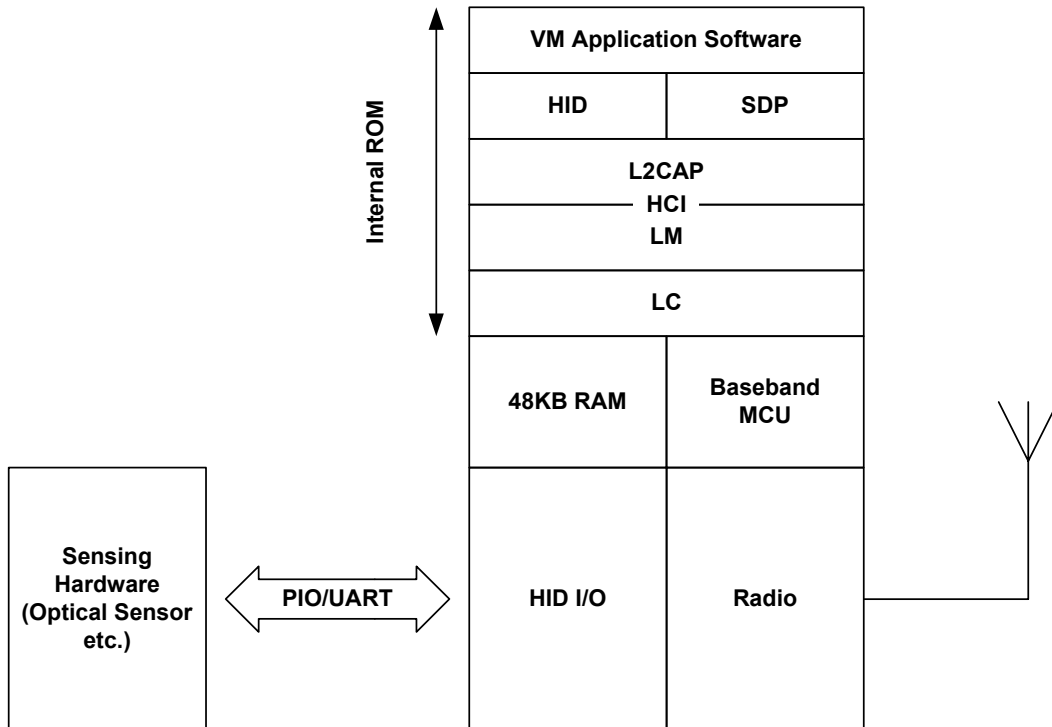 VM Application Software
HID
SDP
Internal ROM
L2CAP
HCI
LM
LC
48KB RAM
Baseband
MCU
Sensing
Hardware
(Optical Sensor
etc.)
PIO/UART
HID I/O
Radio